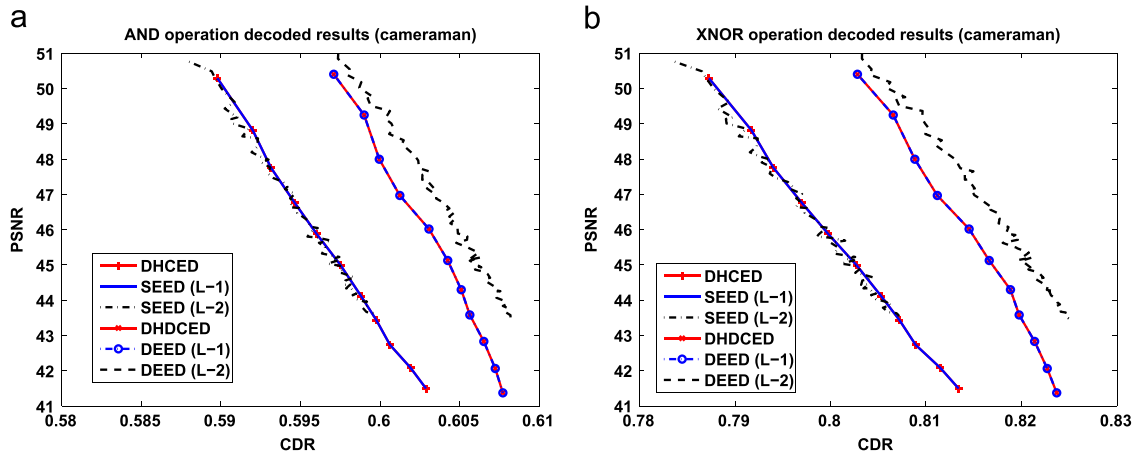 a
AND operation decoded results (cameraman)
51
50
49
48
47
46
45
44
43
42
41
PSNR
DHCED
SEED (L−1)
SEED (L−2)
DHDCED
DEED (L−1)
DEED (L−2)
0.58 0.585 0.59 0.595 0.6 0.605 0.61
CDR
b
XNOR operation decoded results (cameraman)
51
50
49
48
47
46
45
44
43
42
41
PSNR
DHCED
SEED (L−1)
SEED (L−2)
DHDCED
DEED (L−1)
DEED (L−2)
0.78 0.79 0.8 0.81 0.82 0.83
CDR